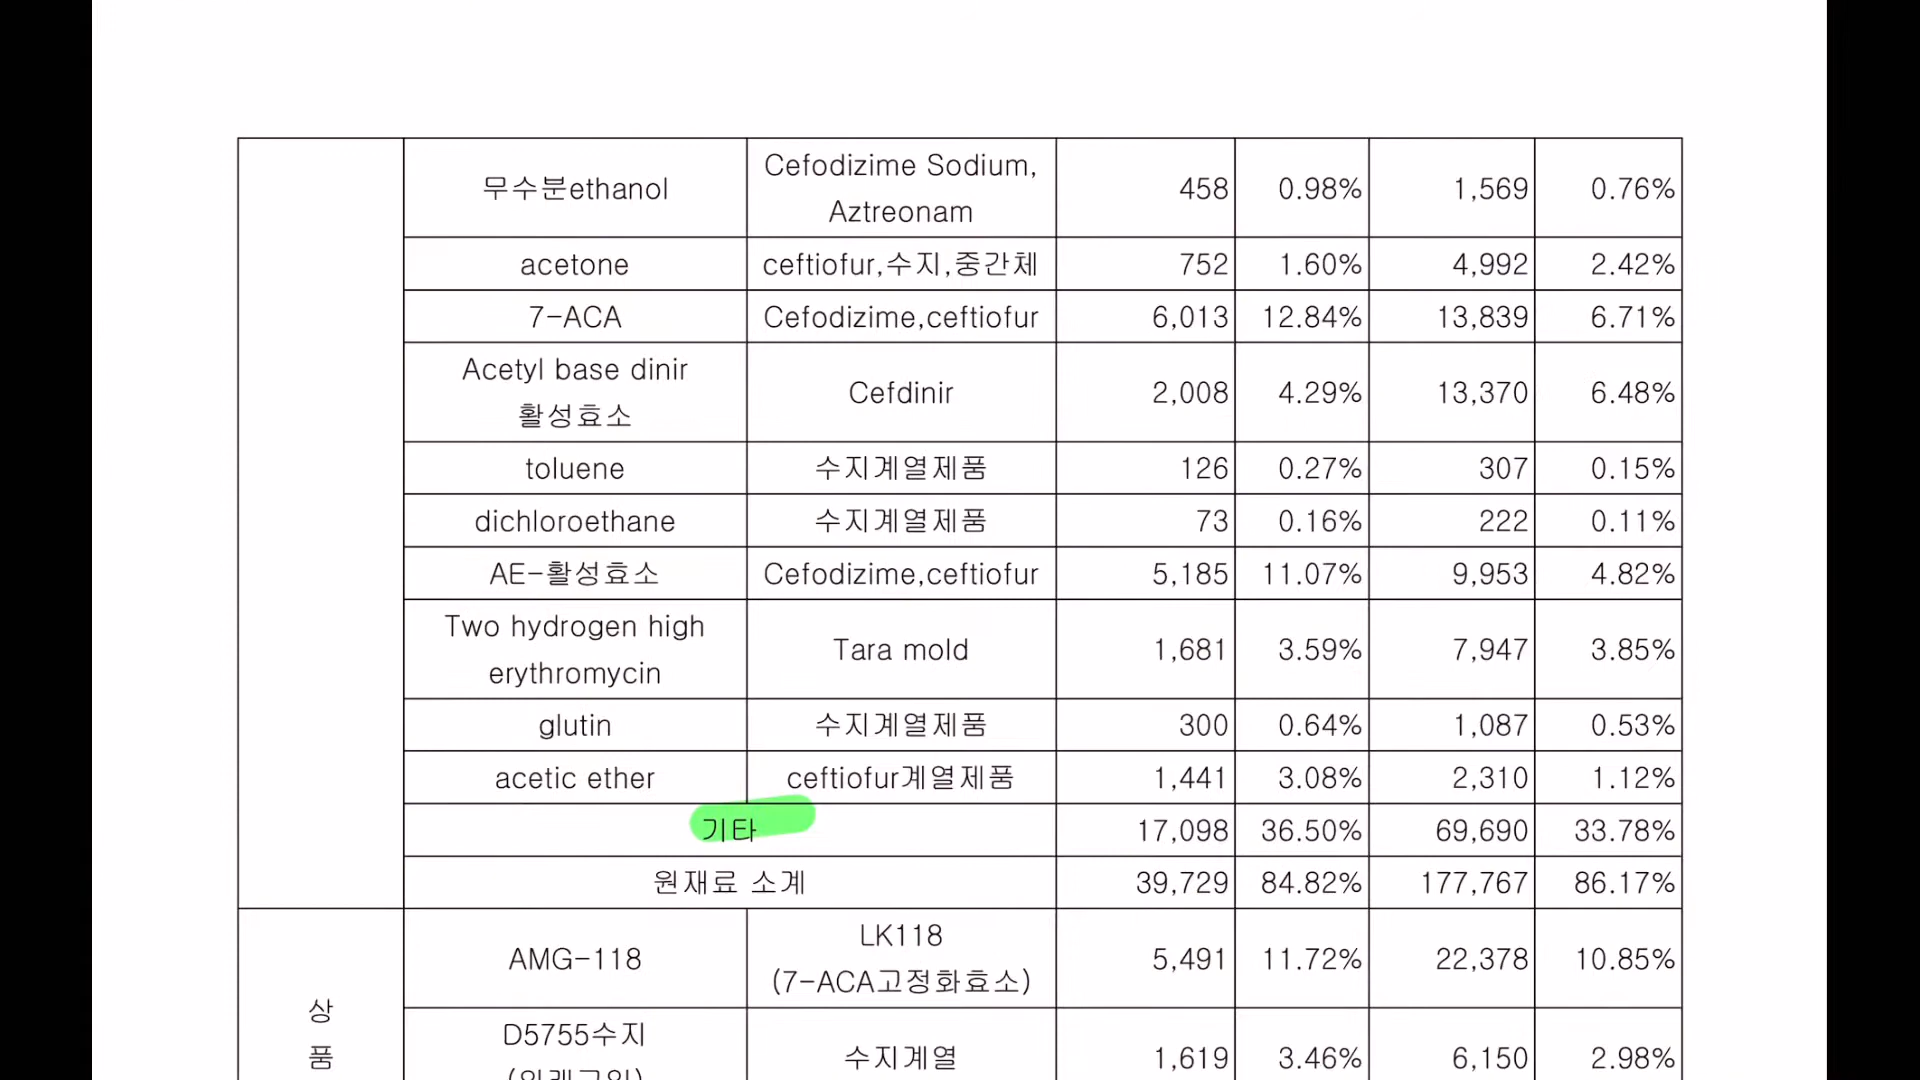 무수분ethanol Cefodizime Sodium, Aztreonam 458 0.98% 1,569 0.76%
acetone ceftiofur,수지,중간체 752 1.60% 4,992 2.42%
7-ACA Cefodizime,ceftiofur 6,013 12.84% 13,839 6.71%
Acetyl base dinir 활성효소 Cefdinir 2,008 4.29% 13,370 6.48%
toluene 수지계열제품 126 0.27% 307 0.15%
dichloroethane 수지계열제품 73 0.16% 222 0.11%
AE-활성효소 Cefodizime,ceftiofur 5,185 11.07% 9,953 4.82%
Two hydrogen high erythromycin Tara mold 1,681 3.59% 7,947 3.85%
glutin 수지계열제품 300 0.64% 1,087 0.53%
acetic ether ceftiofur계열제품 1,441 3.08% 2,310 1.12%
기타 17,098 36.50% 69,690 33.78%
원재료 소계 39,729 84.82% 177,767 86.17%
상품
AMG-118 LK118 (7-ACA고정화효소) 5,491 11.72% 22,378 10.85%
D5755수지 수지계열 1,619 3.46% 6,150 2.98%